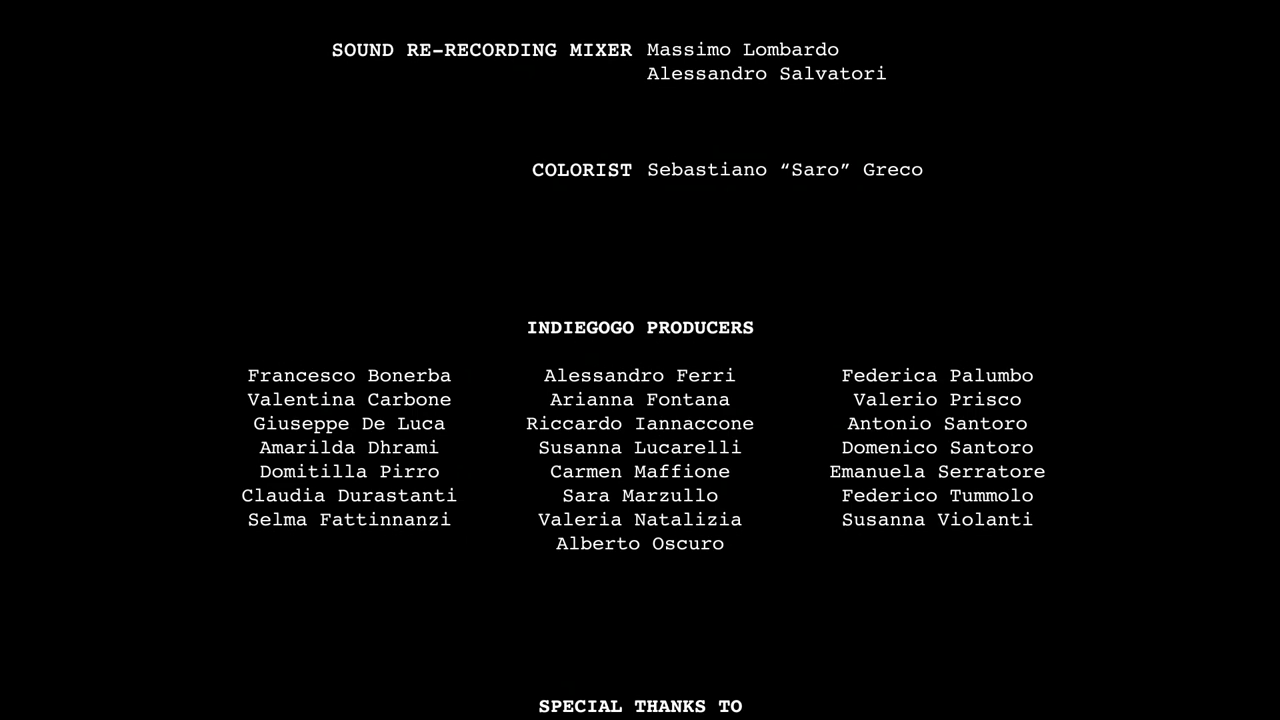 SOUND RE-RECORDING MIXER Massimo Lombardo
Alessandro Salvatori
COLORIST Sebastiano “Saro” Greco
INDIEGOGO PRODUCERS
Francesco Bonerba Alessandro Ferri Federica Palumbo
Valentina Carbone Arianna Fontana Valerio Prisco
Giuseppe De Luca Riccardo Iannaccone Antonio Santoro
Amarilda Dhrami Susanna Lucarelli Domenico Santoro
Domitilla Pirro Carmen Maffione Emanuela Serratore
Claudia Durastanti Sara Marzullo Federico Tummolo
Selma Fattinnanzi Valeria Natalizia Susanna Violanti
Alberto Oscuro
SPECIAL THANKS TO